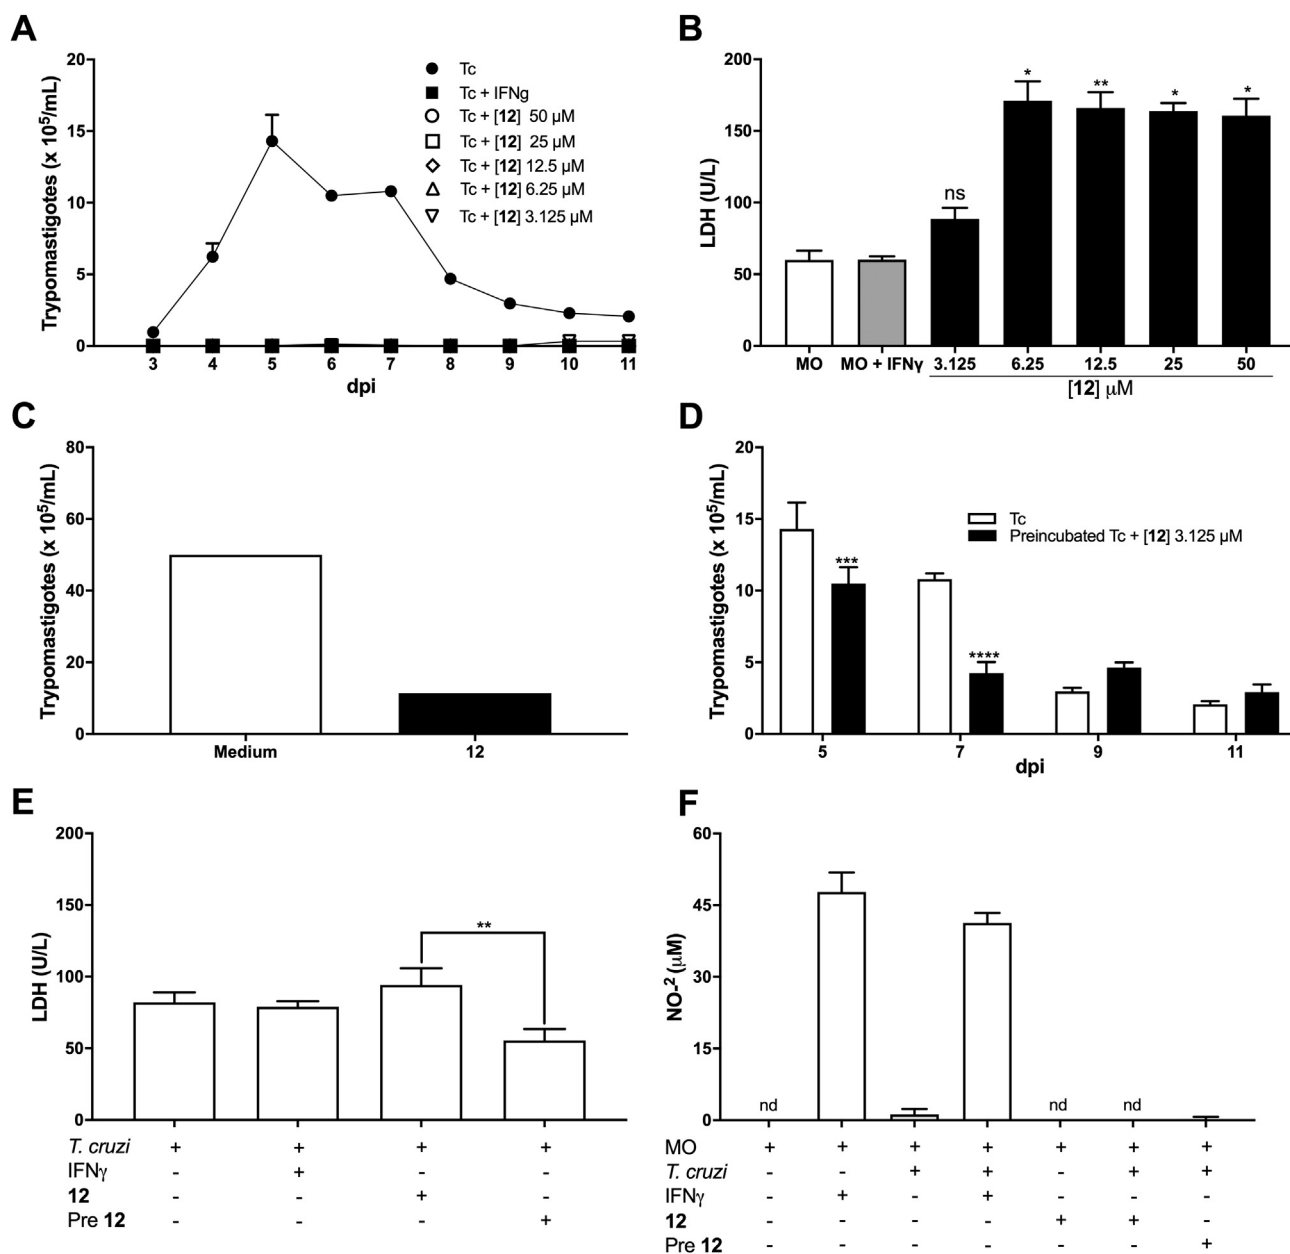 A
Trypomastigotes (x 10⁵/mL)
20
15
10
5
0
3 4 5 6 7 8 9 10 11
dpi
Tc
Tc + IFNg
Tc + [12] 50 µM
Tc + [12] 25 µM
Tc + [12] 12.5 µM
Tc + [12] 6.25 µM
Tc + [12] 3.125 µM
B
LDH (U/L)
200
150
100
50
0
ns * ** * *
MO MO + IFNγ 3.125 6.25 12.5 25 50
[12] µM
C
Trypomastigotes (x 10⁵/mL)
80
60
40
20
0
Medium 12
D
Trypomastigotes (x 10⁵/mL)
20
15
10
5
0
Tc
Preincubated Tc + [12] 3.125 µM
***
****
5 7 9 11
dpi
E
LDH (U/L)
200
150
100
50
0
**
T. cruzi + + + +
IFNγ - + - -
12 - - + -
Pre 12 - - - +
F
NO-² (µM)
60
45
30
15
0
nd nd nd
MO + + + + + + +
T. cruzi - - + + - + +
IFNγ - + - + - - -
12 - - - - + + -
Pre 12 - - - - - - +